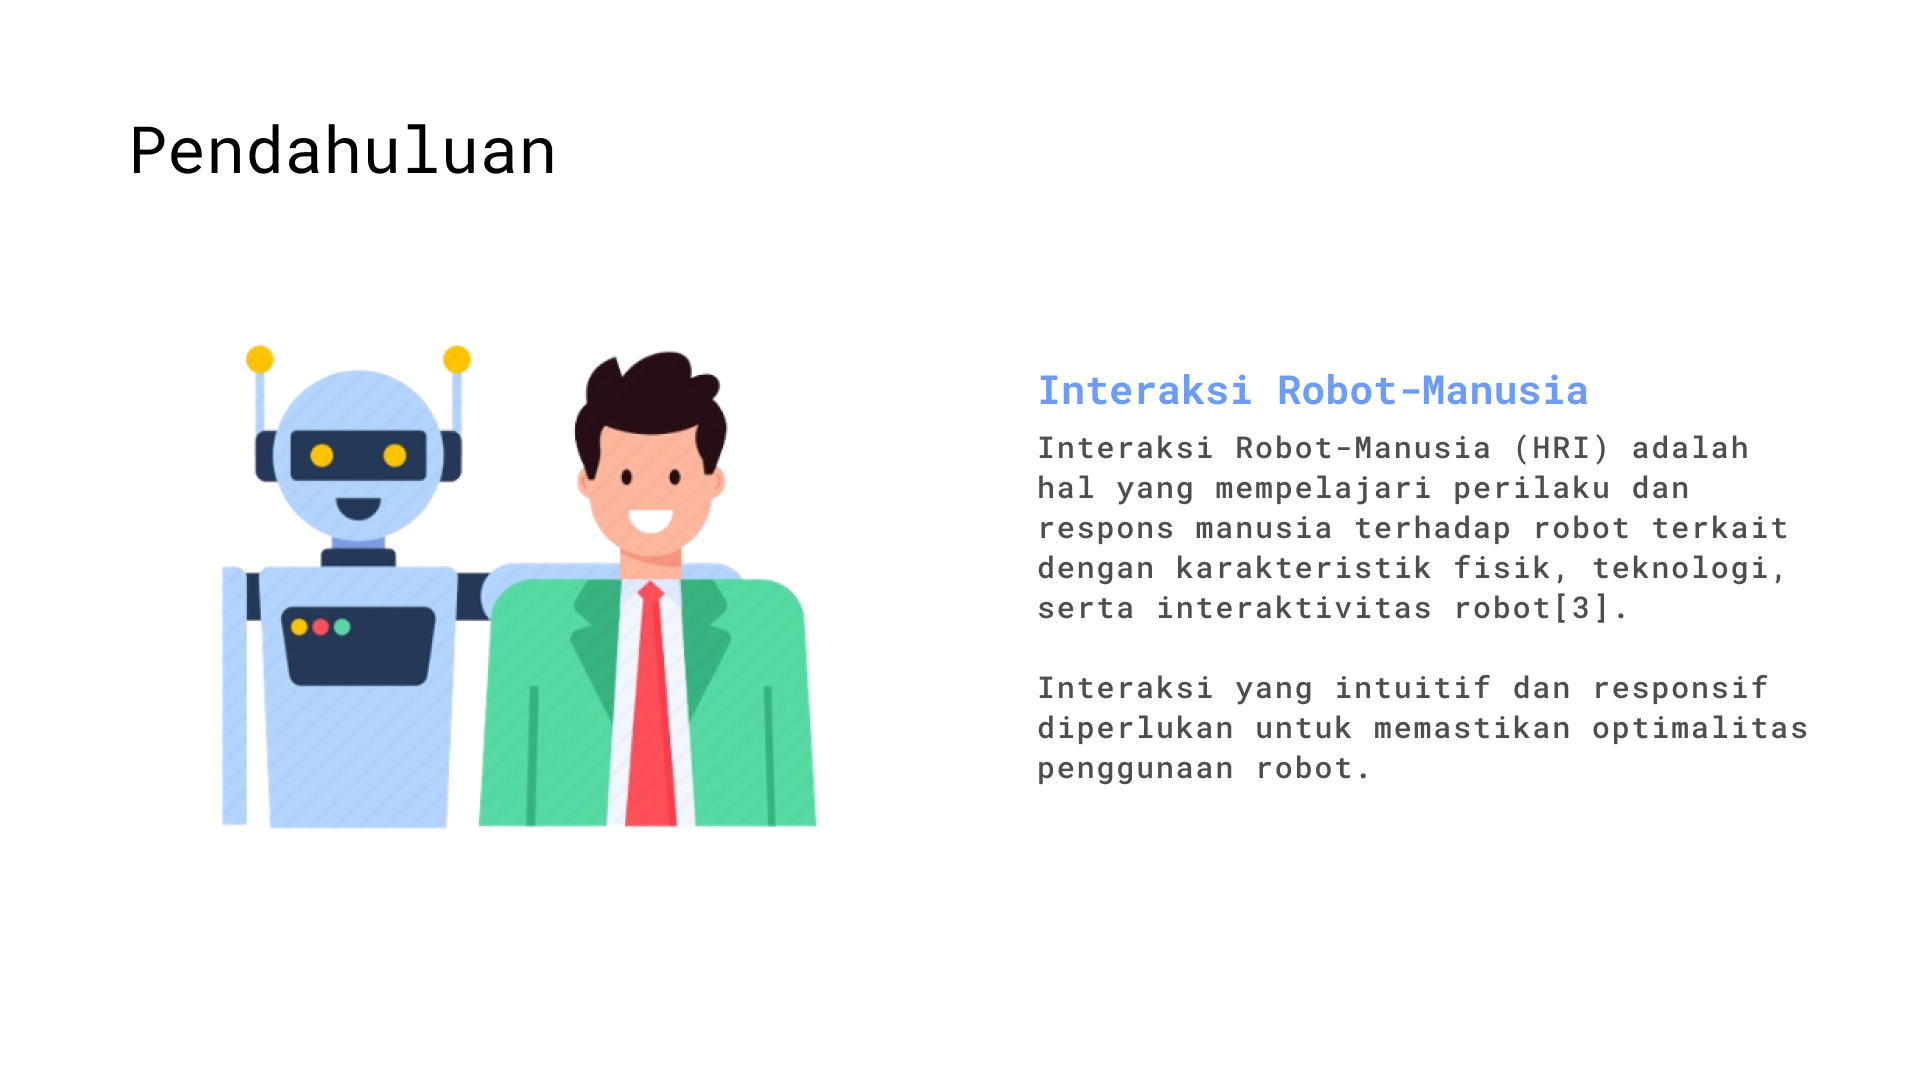 Pendahuluan
Interaksi Robot-Manusia
Interaksi Robot-Manusia (HRI) adalah
hal yang mempelajari perilaku dan
respons manusia terhadap robot terkait
dengan karakteristik fisik, teknologi,
serta interaktivitas robot[3].
Interaksi yang intuitif dan responsif
diperlukan untuk memastikan optimalitas
penggunaan robot.